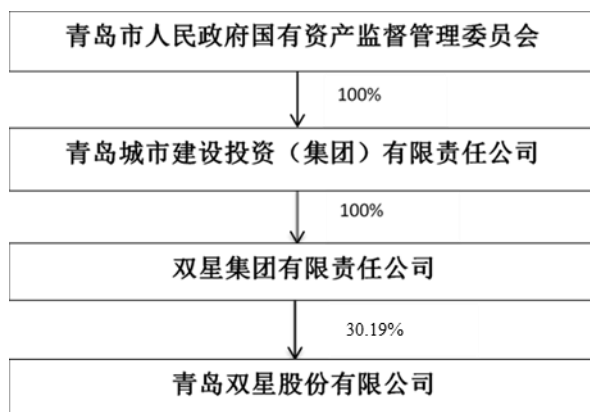 青岛市人民政府国有资产监督管理委员会
100%
青岛城市建设投资（集团）有限责任公司
100%
双星集团有限责任公司
30.19%
青岛双星股份有限公司